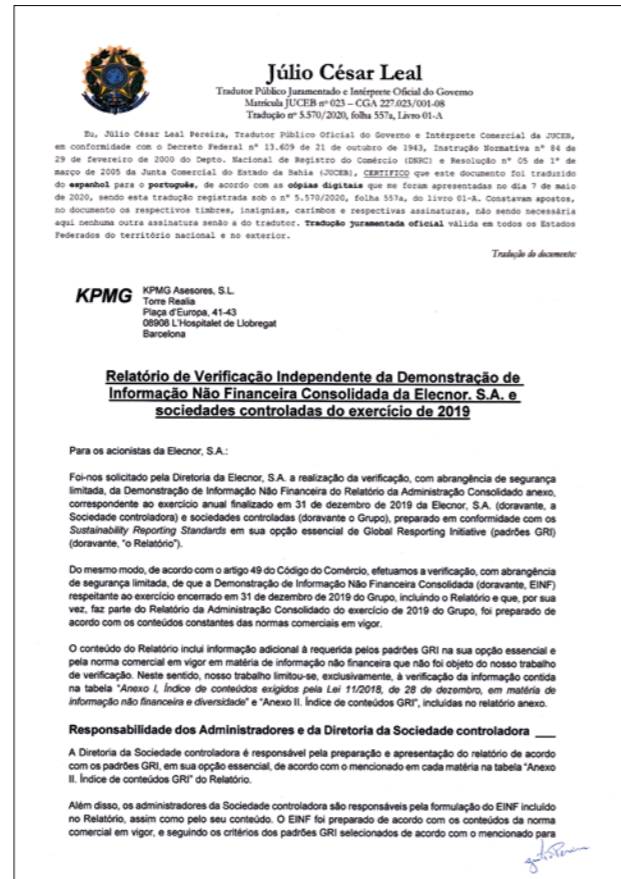 Júlio César Leal
Tradutor Público Juramentado e Intérprete Oficial do Governo
Matrícula JUCEB nº 023 – CGA 227.023/001-08
Tradução nº 5.570/2020, folha 557a, Livro 01-A
Eu, Júlio César Leal Pereira, Tradutor Público Oficial do Governo e Intérprete Comercial da JUCEB,
em conformidade com o Decreto Federal nº 13.609 de 21 de outubro de 1943, Instrução Normativa nº 84 de
29 de fevereiro de 2000 do Depto. Nacional de Registro do Comércio (DNRC) e Resolução nº 05 de 1º de
março de 2005 da Junta Comercial do Estado da Bahia (JUCEB), CERTIFICO que este documento foi traduzido
do espanhol para o português, de acordo com as cópias digitais que me foram apresentadas no dia 7 de maio
de 2020, sendo esta tradução registrada sob o nº 5.570/2020, folha 557a, do livro 01-A. Constavam apostos,
no documento os respectivos timbres, insígnias, carimbos e respectivas assinaturas, não sendo necessária
aqui nenhuma outra assinatura senão a do tradutor. Tradução juramentada oficial válida em todos os Estados
Federados do território nacional e no exterior.
Tradução do documento:
KPMG
KPMG Asesores, S.L.
Torre Realia
Plaça d'Europa, 41-43
08908 L'Hospitalet de Llobregat
Barcelona
Relatório de Verificação Independente da Demonstração de
Informação Não Financeira Consolidada da Elecnor. S.A. e
sociedades controladas do exercício de 2019
Para os acionistas da Elecnor, S.A.:
Foi-nos solicitado pela Diretoria da Elecnor, S.A. a realização da verificação, com abrangência de segurança
limitada, da Demonstração de Informação Não Financeira do Relatório da Administração Consolidado anexo,
correspondente ao exercício anual finalizado em 31 de dezembro de 2019 da Elecnor, S.A. (doravante, a
Sociedade controladora) e sociedades controladas (doravante o Grupo), preparado em conformidade com os
Sustainability Reporting Standards em sua opção essencial de Global Resporting Initiative (padrões GRI)
(doravante, "o Relatório").
Do mesmo modo, de acordo com o artigo 49 do Código do Comércio, efetuamos a verificação, com abrangência
de segurança limitada, de que a Demonstração de Informação Não Financeira Consolidada (doravante, EINF)
respeitante ao exercício encerrado em 31 de dezembro de 2019 do Grupo, incluindo o Relatório e que, por sua
vez, faz parte do Relatório da Administração Consolidado do exercício de 2019 do Grupo, foi preparado de
acordo com os conteúdos constantes das normas comerciais em vigor.
O conteúdo do Relatório inclui informação adicional à requerida pelos padrões GRI na sua opção essencial e
pela norma comercial em vigor em matéria de informação não financeira que não foi objeto do nosso trabalho
de verificação. Neste sentido, nosso trabalho limitou-se, exclusivamente, à verificação da informação contida
na tabela "Anexo I, Índice de conteúdos exigidos pela Lei 11/2018, de 28 de dezembro, em matéria de
informação não financeira e diversidade" e "Anexo II. Índice de conteúdos GRI", incluídas no relatório anexo.
Responsabilidade dos Administradores e da Diretoria da Sociedade controladora ___
A Diretoria da Sociedade controladora é responsável pela preparação e apresentação do relatório de acordo
com os padrões GRI, em sua opção essencial, de acordo com o mencionado em cada matéria na tabela "Anexo
II. Índice de conteúdos GRI" do Relatório.
Além disso, os administradores da Sociedade controladora são responsáveis pela formulação do EINF incluído
no Relatório, assim como pelo seu conteúdo. O EINF foi preparado de acordo com os conteúdos da norma
comercial em vigor, e seguindo os critérios dos padrões GRI selecionados de acordo com o mencionado para